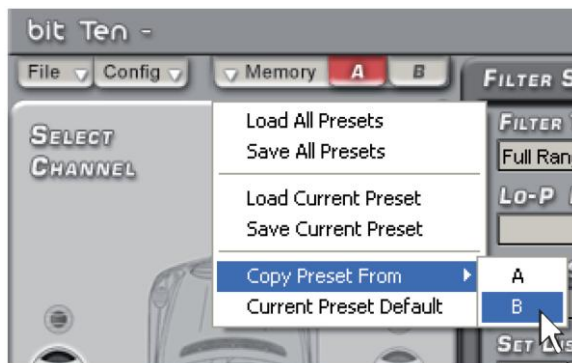 bit Ten -
File Config Memory A B
FILTER S
SELECT
CHANNEL
Load All Presets
Save All Presets
Load Current Preset
Save Current Preset
Copy Preset From
Current Preset Default
A
B
FILTER
Full Ran
LO-P
SET